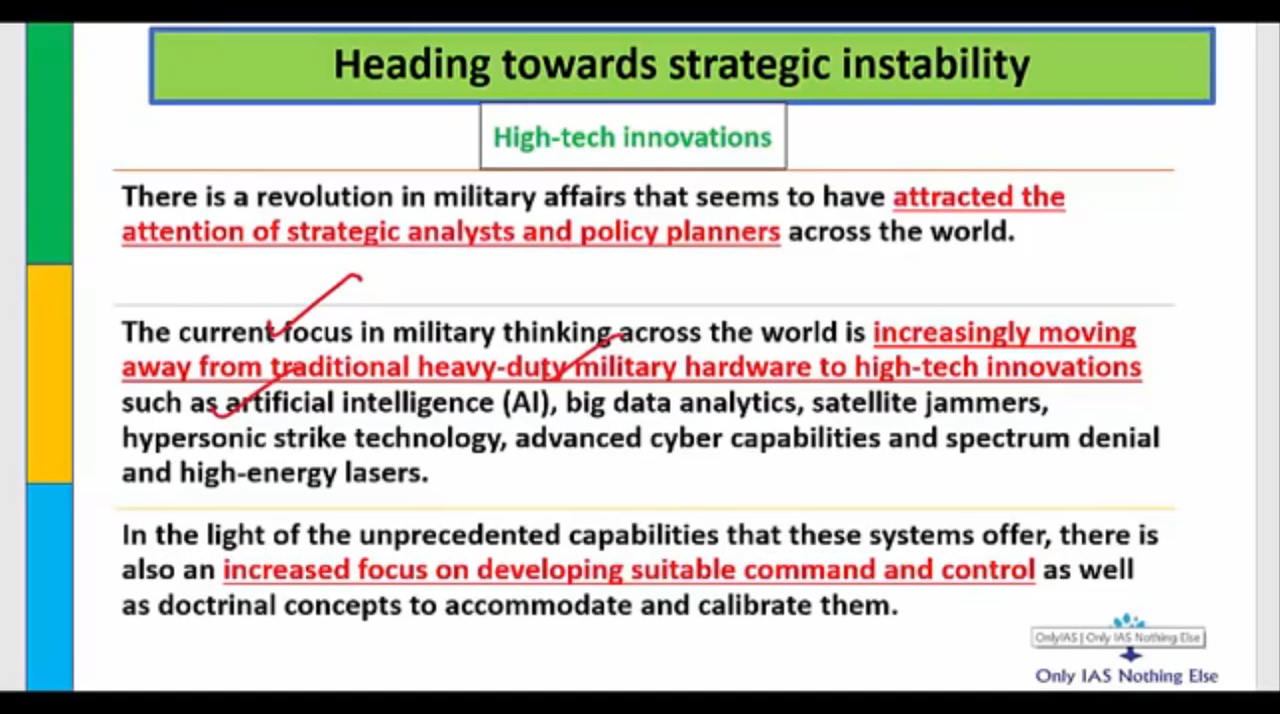 Heading towards strategic instability
High-tech innovations
There is a revolution in military affairs that seems to have attracted the
attention of strategic analysts and policy planners across the world.
The current focus in military thinking across the world is increasingly moving
away from traditional heavy-duty military hardware to high-tech innovations
such as artificial intelligence (AI), big data analytics, satellite jammers,
hypersonic strike technology, advanced cyber capabilities and spectrum denial
and high-energy lasers.
In the light of the unprecedented capabilities that these systems offer, there is
also an increased focus on developing suitable command and control as well
as doctrinal concepts to accommodate and calibrate them.
OnlyIAS | Only IAS Nothing Else
Only IAS Nothing Else